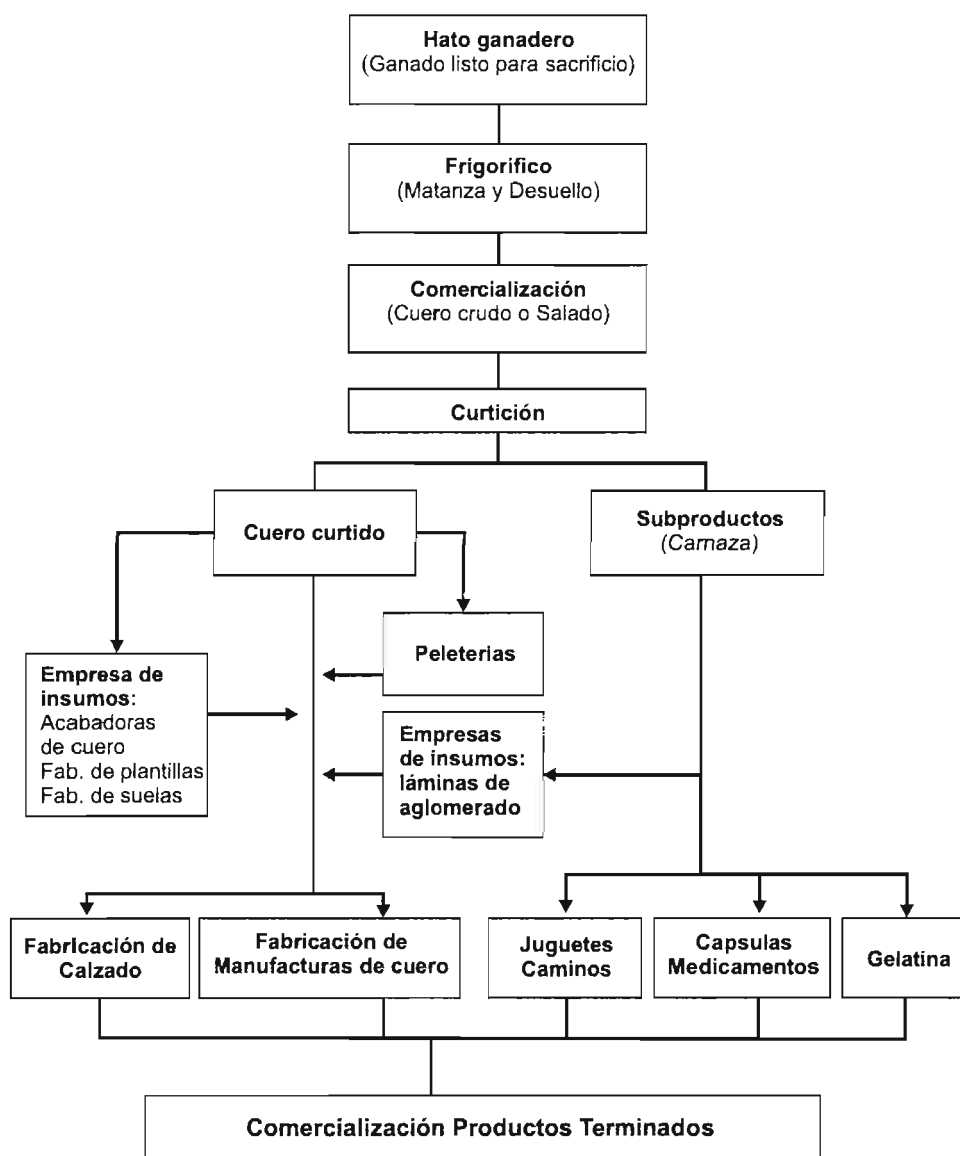 Hato ganadero
(Ganado listo para sacrificio)
Frigorifico
(Matanza y Desuello)
Comercialización
(Cuero crudo o Salado)
Curtición
Cuero curtido
Subproductos
(Carnaza)
Peleterias
Empresa de
insumos:
Acabadoras
de cuero
Fab. de plantillas
Fab. de suelas
Empresas
de insumos:
láminas de
aglomerado
Fabricación de
Calzado
Fabricación de
Manufacturas de cuero
Juguetes
Caminos
Capsulas
Medicamentos
Gelatina
Comercialización Productos Terminados